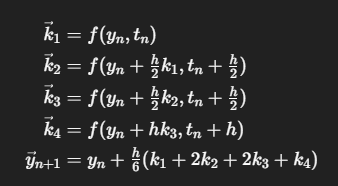 k⃗₁ = f(yₙ, tₙ)
k⃗₂ = f(yₙ + h/2 k₁, tₙ + h/2)
k⃗₃ = f(yₙ + h/2 k₂, tₙ + h/2)
k⃗₄ = f(yₙ + hk₃, tₙ + h)
y⃗ₙ₊₁ = yₙ + h/6 (k₁ + 2k₂ + 2k₃ + k₄)